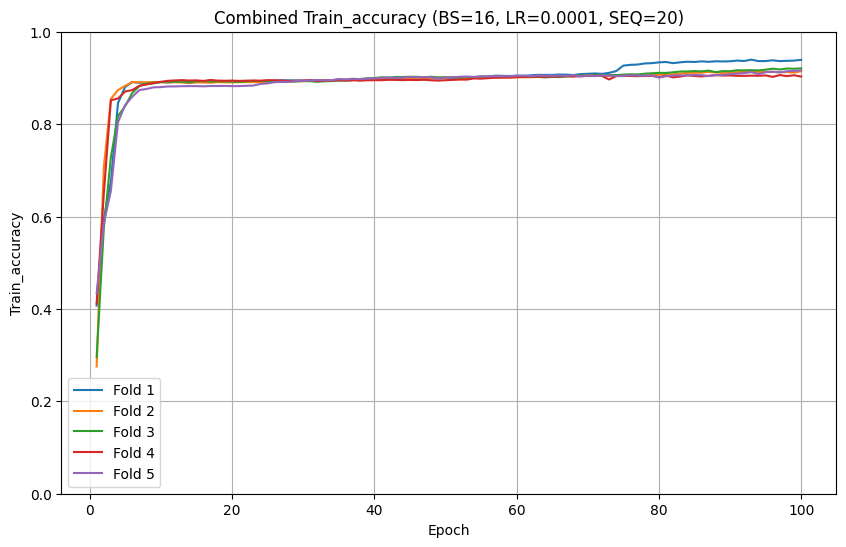 Combined Train_accuracy (BS=16, LR=0.0001, SEQ=20)
1.0
0.8
0.6
0.4
0.2
0.0
Train_accuracy
Fold 1
Fold 2
Fold 3
Fold 4
Fold 5
0 20 40 60 80 100
Epoch